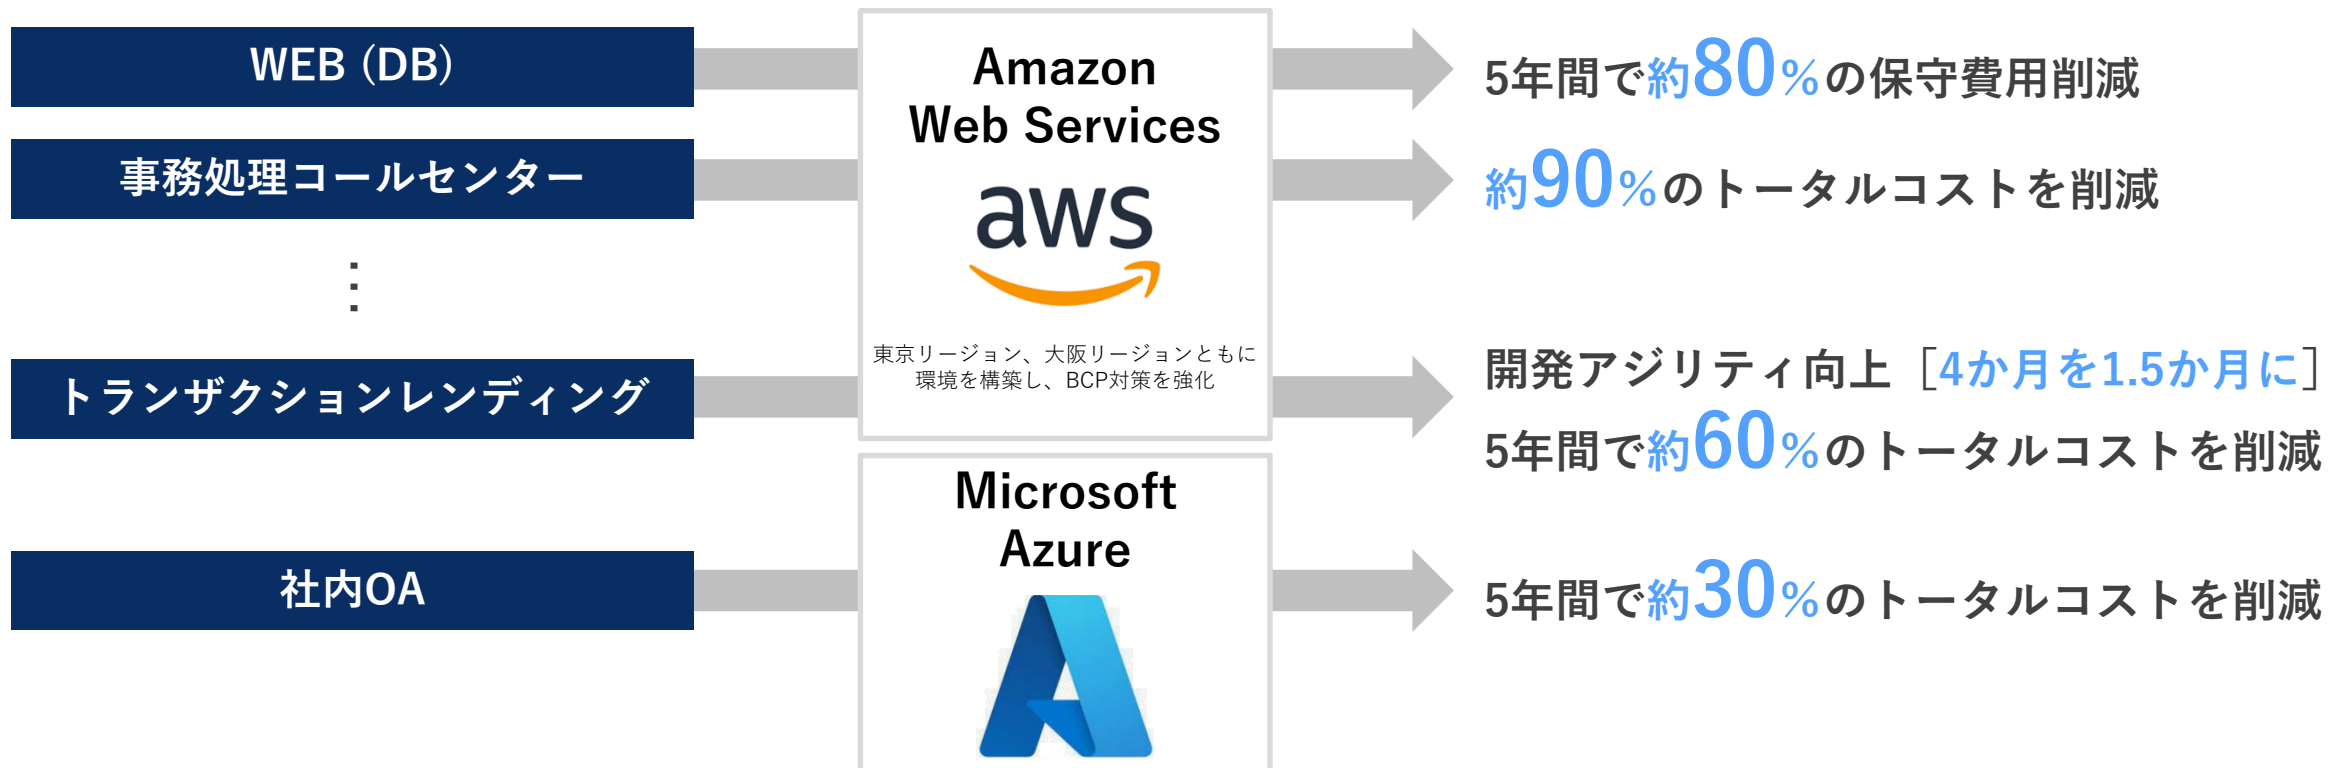 WEB (DB)
Amazon
Web Services
5年間で約80%の保守費用削減
事務処理コールセンター
aws
約90%のトータルコストを削減
東京リージョン、大阪リージョンともに
環境を構築し、BCP対策を強化
トランザクションレンディング
開発アジリティ向上［4か月を1.5か月に］
5年間で約60%のトータルコストを削減
Microsoft
Azure
社内OA
5年間で約30%のトータルコストを削減